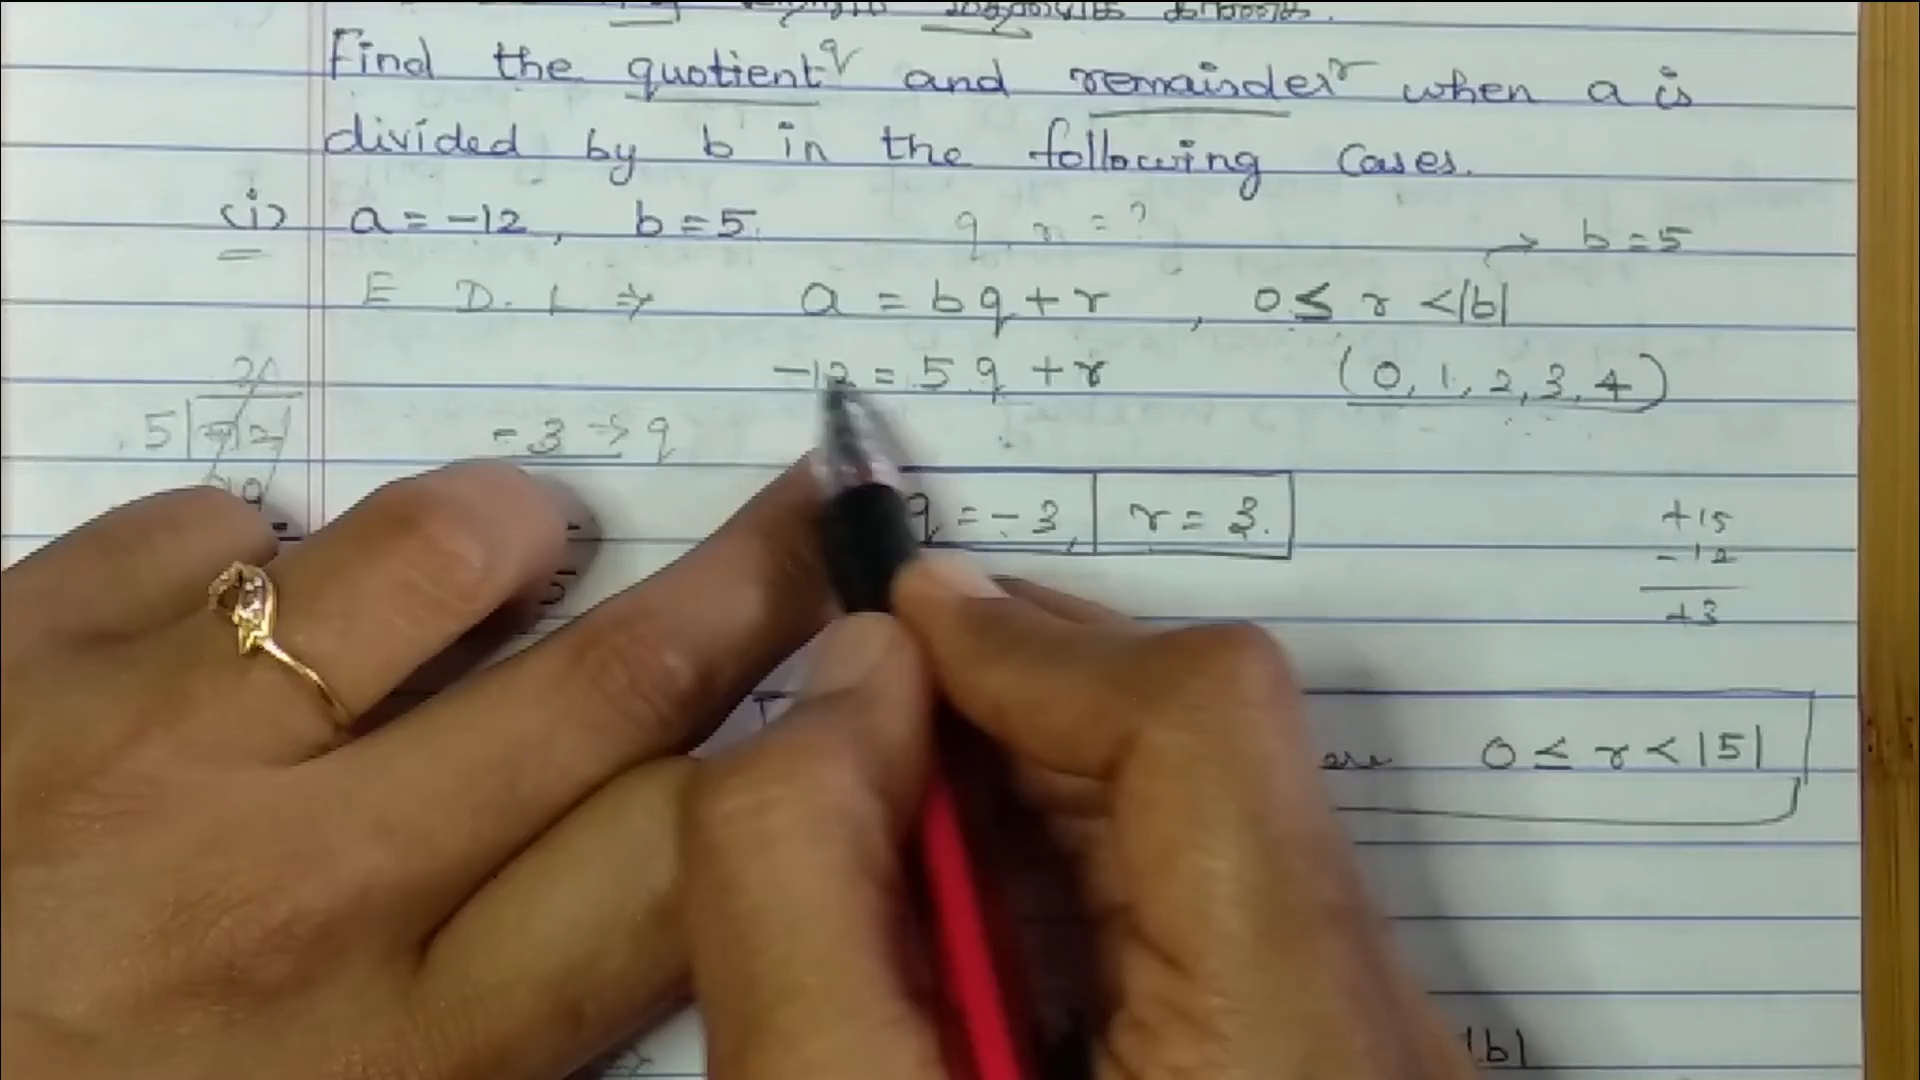 Find the quotient q and remainder r when a is
divided by b in the following cases.
(i) a = -12, b = 5. q, r = ? → b = 5
E D. L ⇒ a = bq + r , 0 ≤ r < |b|
-12 = 5q + r (0, 1, 2, 3, 4)
5 -3 → q
q = -3, r = 3.
+15
-12
+3
0 ≤ r < |5|
|b|